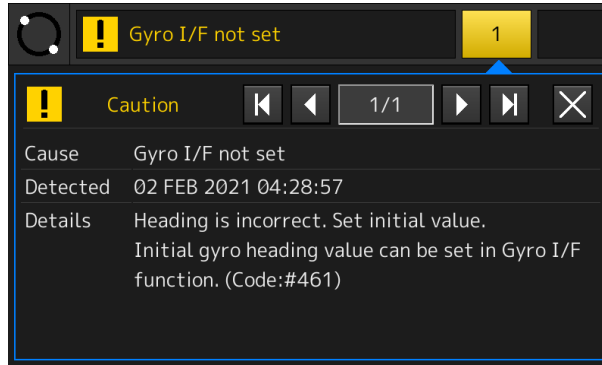 Gyro I/F not set
1
Caution
1/1
Cause Gyro I/F not set
Detected 02 FEB 2021 04:28:57
Details Heading is incorrect. Set initial value.
Initial gyro heading value can be set in Gyro I/F
function. (Code:#461)